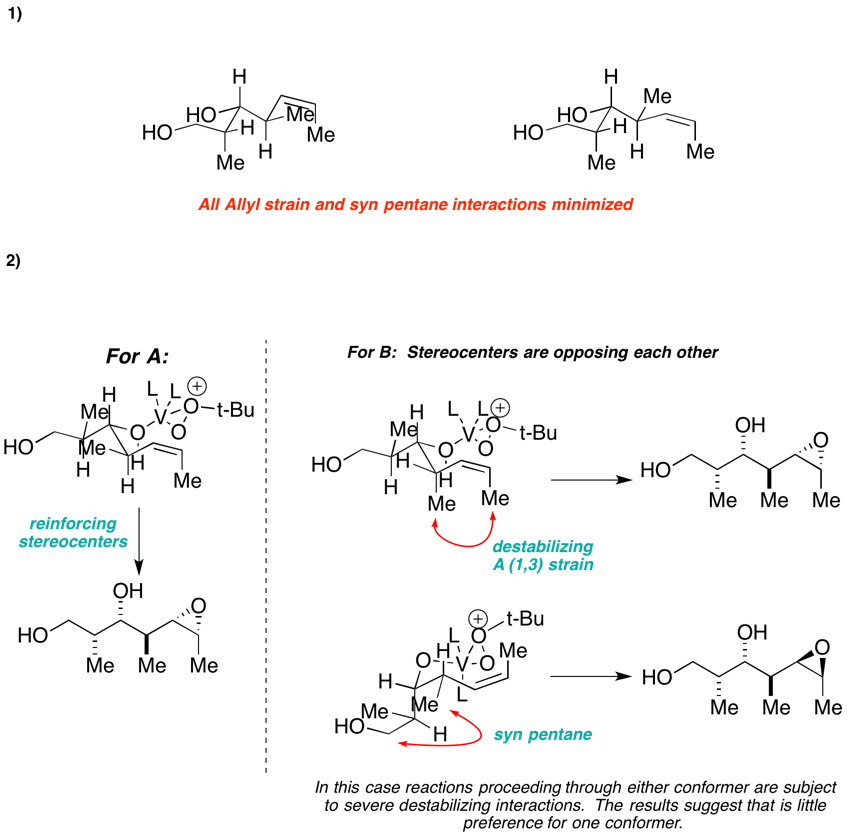 1)
H
HO
HO
H
Me
Me
Me
H
H
Me
HO
HO
H
Me
H
Me
All Allyl strain and syn pentane interactions minimized
2)
For A:
H
L L +
Me
V O t-Bu
O O
HO
Me H
H
H
Me
reinforcing
stereocenters
OH
O
HO
Me Me Me
For B: Stereocenters are opposing each other
H
L L +
Me
V O t-Bu
O O
HO
H H
H
Me Me
destabilizing
A (1,3) strain
OH
O
HO
Me Me Me
+ t-Bu
L O
H Me
O V O
H
L
Me
Me
HO
H
syn pentane
OH
O
HO
Me Me Me
In this case reactions proceeding through either conformer are subject
to severe destabilizing interactions. The results suggest that is little
preference for one conformer.